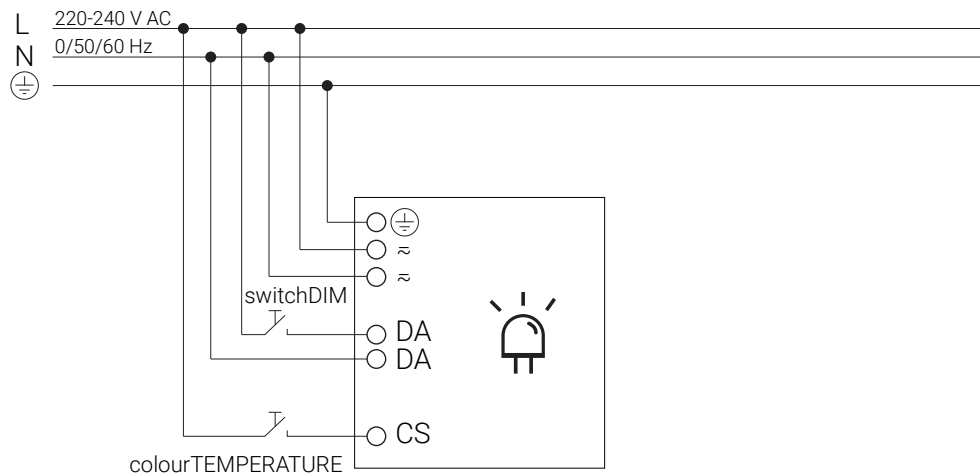 L 220-240 V AC
N 0/50/60 Hz
≂
≂
switchDIM
DA
DA
CS
colourTEMPERATURE